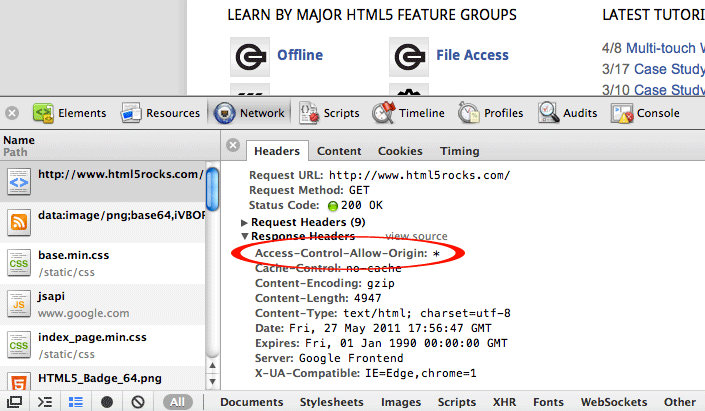 LEARN BY MAJOR HTML5 FEATURE GROUPS
LATEST TUTORI
Offline
File Access
4/8 Multi-touch W
3/17 Case Study
3/10 Case Study
Elements Resources Network Scripts Timeline Profiles Audits Console
Name
Path
http://www.html5rocks.com/
data:image/png;base64,iVBOR
base.min.css
/static/css
jsapi
www.google.com
index_page.min.css
/static/css
HTML5_Badge_64.png
Headers Content Cookies Timing
Request URL: http://www.html5rocks.com/
Request Method: GET
Status Code: 200 OK
Request Headers (9)
Response Headers view source
Access-Control-Allow-Origin: *
Cache-Control: no-cache
Content-Encoding: gzip
Content-Length: 4947
Content-Type: text/html; charset=utf-8
Date: Fri, 27 May 2011 17:56:47 GMT
Expires: Fri, 01 Jan 1990 00:00:00 GMT
Server: Google Frontend
X-UA-Compatible: IE=Edge,chrome=1
All Documents Stylesheets Images Scripts XHR Fonts WebSockets Other